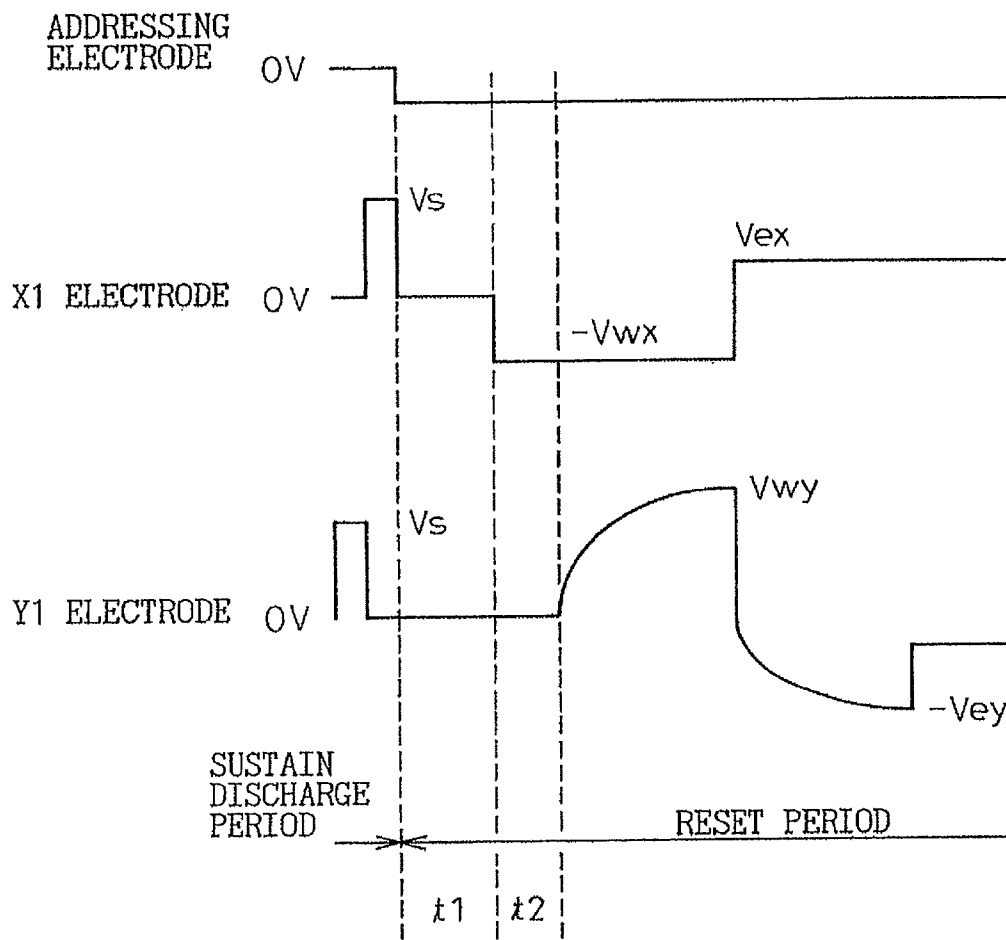 ADDRESSING
ELECTRODE
0V
Vs
Vex
X1 ELECTRODE
0V
-Vwx
Vwy
Vs
Y1 ELECTRODE
0V
-Vey
SUSTAIN
DISCHARGE
PERIOD
RESET PERIOD
t1
t2